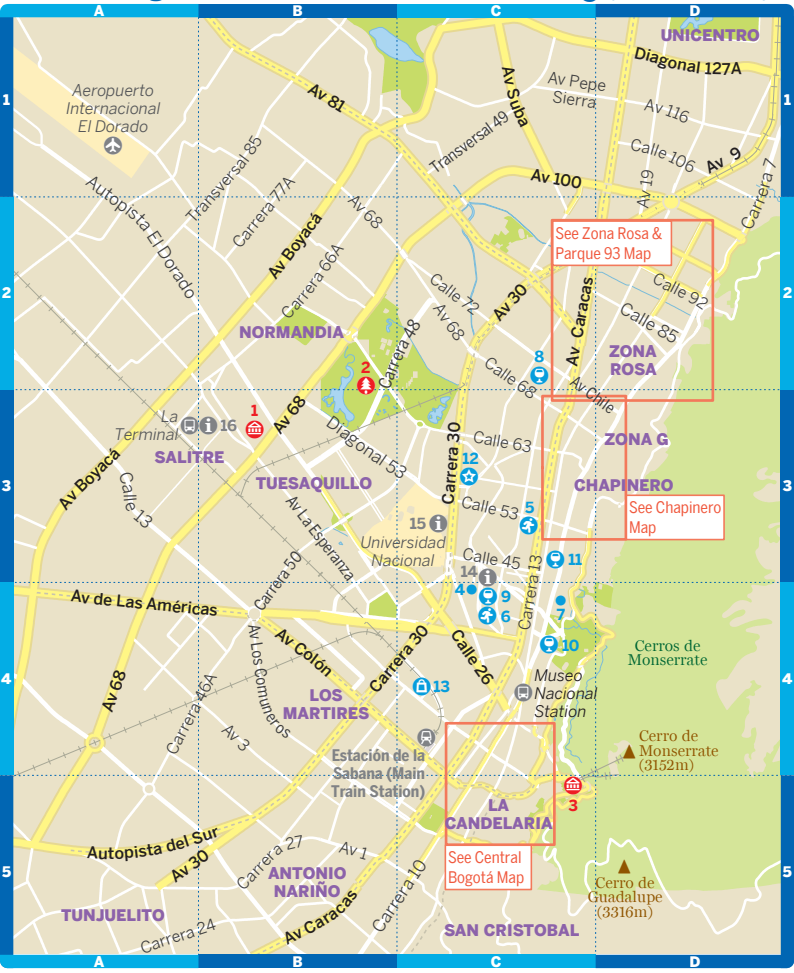 A
B
C
D
UNICENTRO
Diagonal 127A
1
1
Aeropuerto
Internacional
El Dorado
Av 81
Av Suba
Av Pepe
Sierra
Av 116
Transversal 49
Calle 106
Av 9
Transversal 85
Av 100
Av 19
Carrera 7
Autopista El Dorado
Carrera 77A
Av 68
Av Boyacá
See Zona Rosa &
Parque 93 Map
2
2
Carrera 66A
Calle 72
Av 30
Av Caracas
Calle 92
Av 68
Calle 85
NORMANDIA
Carrera 48
8
ZONA
ROSA
2
Calle 68
Av Chile
1
La
Terminal
16
Av 68
SALITRE
Diagonal 53
Carrera 30
Calle 63
ZONA G
12
3
3
Av Boyacá
TUESAQUILLO
CHAPINERO
Calle 13
Av La Esperanza
Calle 53
5
See Chapinero
Map
15
Universidad
Nacional
Calle 45
Carrera 13
11
Carrera 50
14
4
9
7
6
Av de Las Américas
Av Colón
Carrera 30
Calle 26
10
Cerros de
Monserrate
4
4
Av 68
Carrera 46A
Av Los Comuneros
13
Museo
Nacional
Station
LOS
MARTIRES
Av 3
Estación de la
Sabana (Main
Train Station)
Cerro de
Monserrate
(3152m)
3
LA
CANDELARIA
Autopista del Sur
Av 30
Carrera 27
Av 1
See Central
Bogotá Map
5
5
ANTONIO
NARIÑO
Carrera 10
Cerro de
Guadalupe
(3316m)
TUNJUELITO
Carrera 24
Av Caracas
SAN CRISTOBAL
A
B
C
D